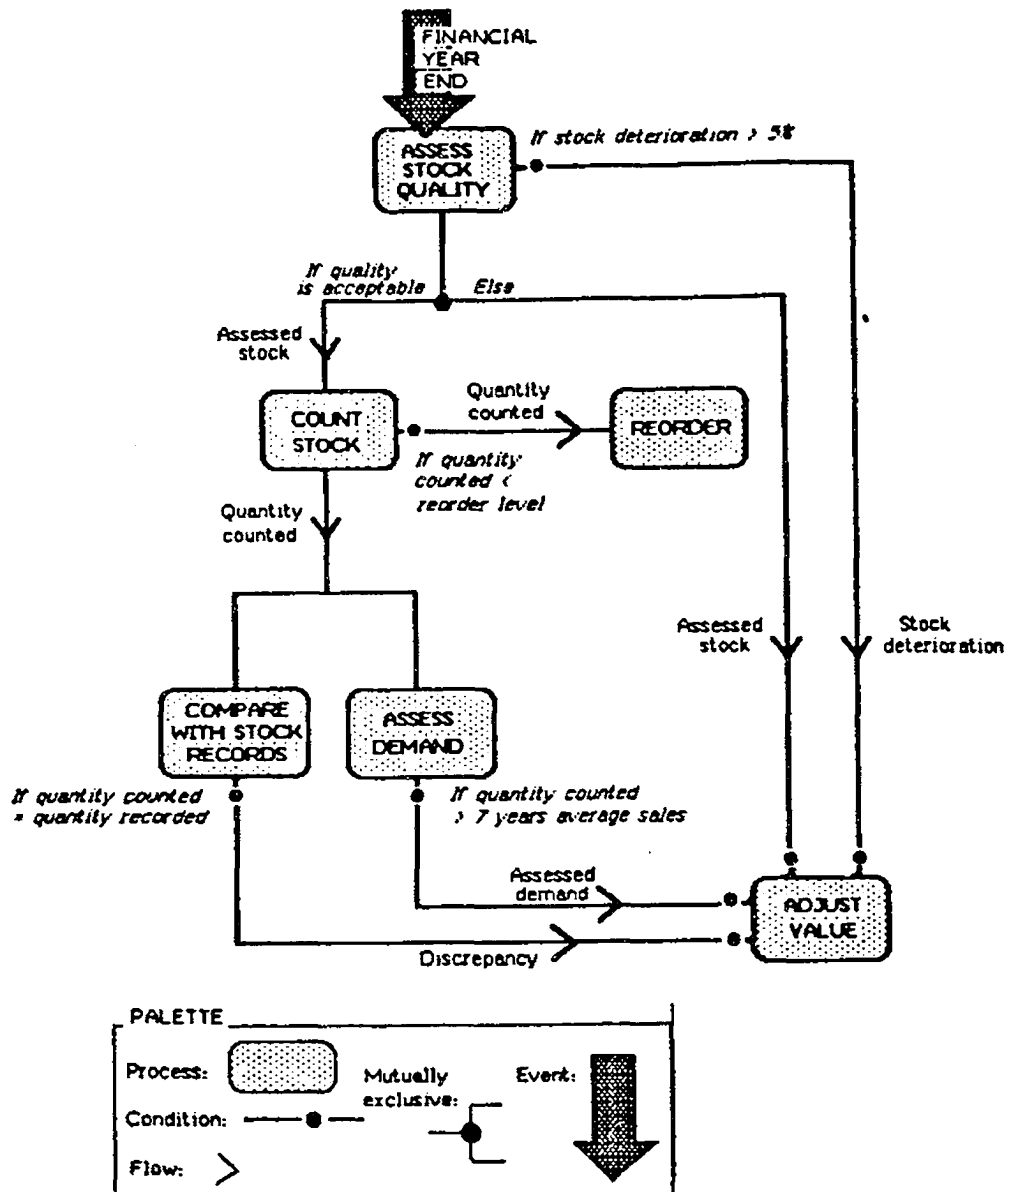 FINANCIAL
YEAR
END
If stock deterioration > 5%
ASSESS
STOCK
QUALITY
If quality
is acceptable
Else
Assessed
stock
COUNT
STOCK
Quantity
counted
REORDER
If quantity
counted <
reorder level
Quantity
counted
Assessed
stock
Stock
deterioration
COMPARE
WITH STOCK
RECORDS
ASSESS
DEMAND
If quantity counted
quantity recorded
If quantity counted
> 7 years average sales
Assessed
demand
ADJUST
VALUE
Discrepancy
PALETTE
Process:
Mutually
exclusive:
Event:
Condition:
Flow: